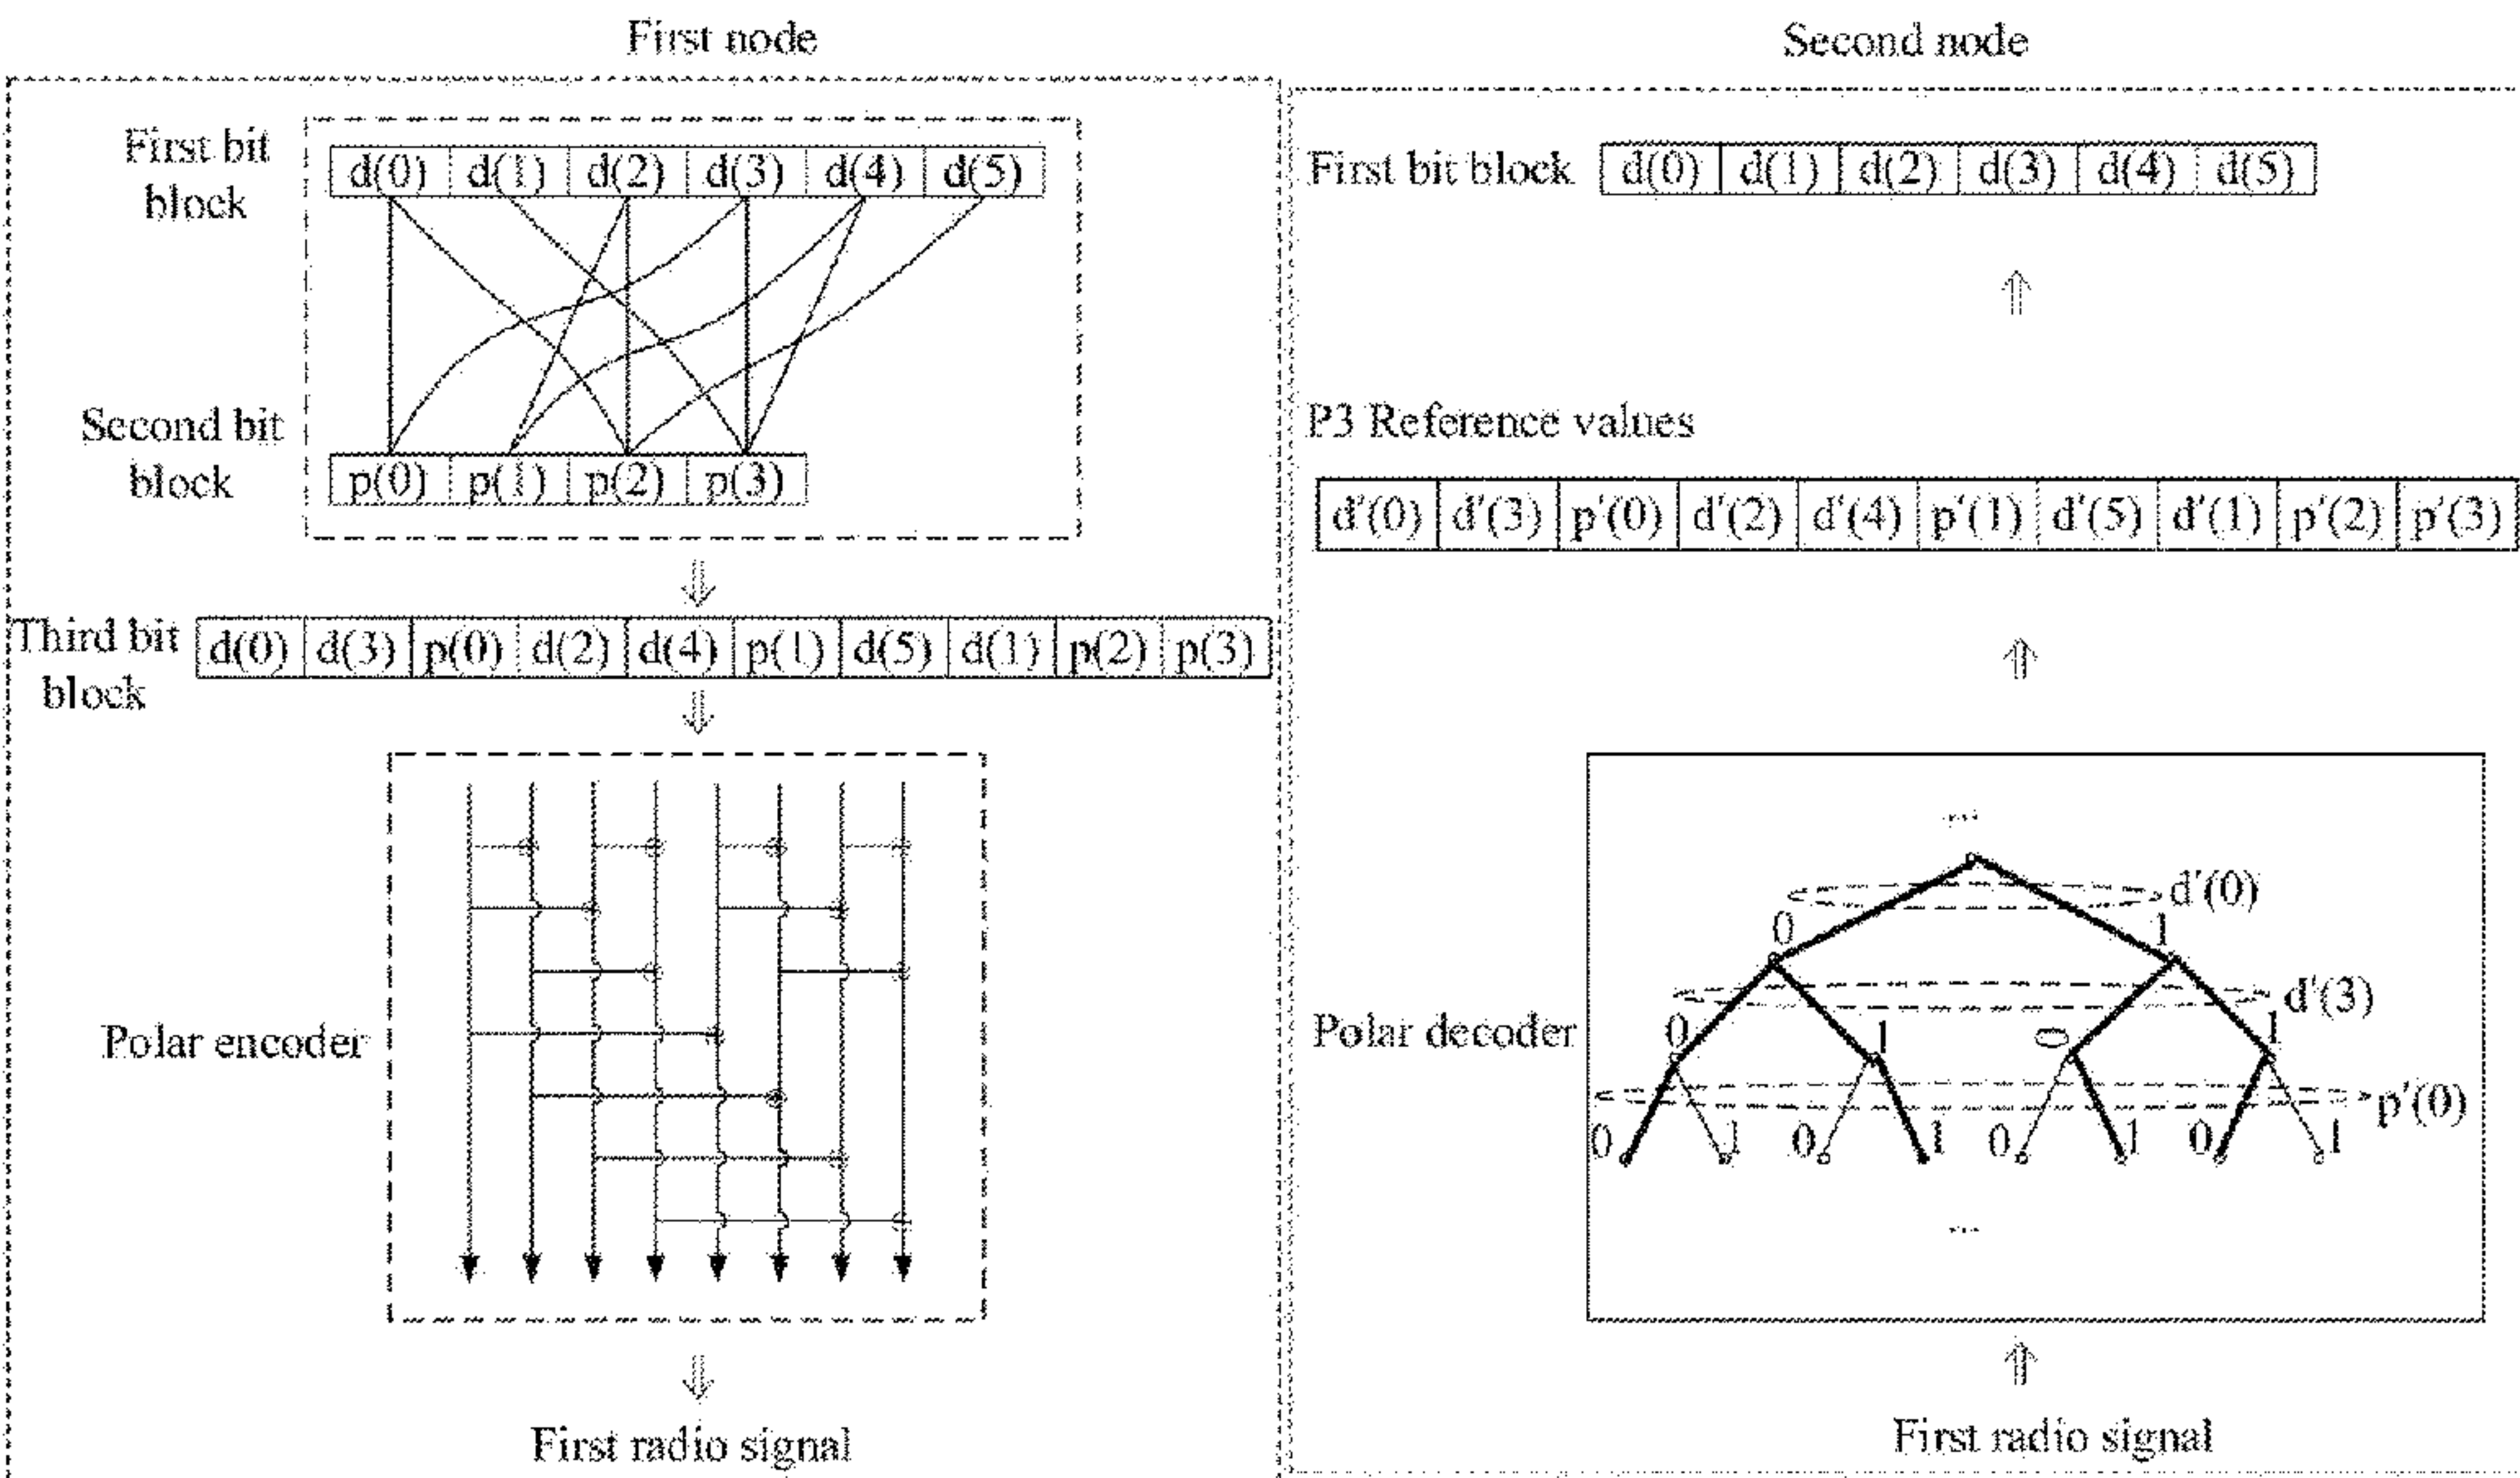 First node
First bit
block
d(0) d(1) d(2) d(3) d(4) d(5)
Second bit
block
p(0) p(1) p(2) p(3)
Third bit
block
d(0) d(3) p(0) d(2) d(4) p(1) d(5) d(1) p(2) p(3)
Polar encoder
First radio signal
Second node
First bit block
d(0) d(1) d(2) d(3) d(4) d(5)
P3 Reference values
d'(0) d'(3) p'(0) d'(2) d'(4) p'(1) d'(5) d'(1) p'(2) p'(3)
Polar decoder
...
d'(0)
0 1
d'(3)
0 1 0 1
p'(0)
0 1 0 1 0 1 0 1
...
First radio signal